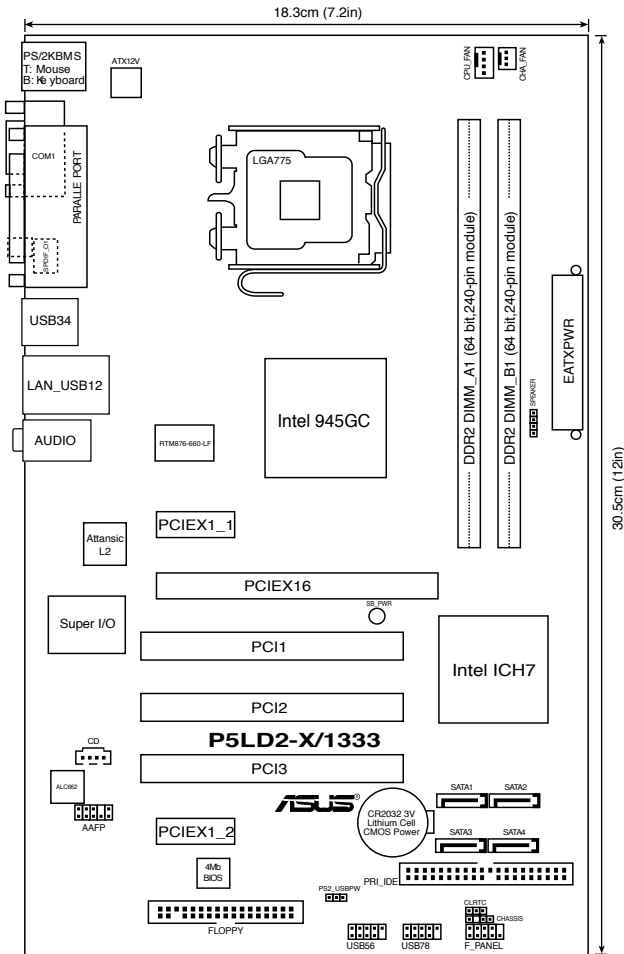 18.3cm (7.2in)
PS/2KBMS
T: Mouse
B: Ke yboard
ATX12V
CPU_FAN
CHA_FAN
COM1
PARALLE PORT
SPDIF_O1
LGA775
DDR2 DIMM_A1 (64 bit,240-pin module)
DDR2 DIMM_B1 (64 bit,240-pin module)
EATXPWR
SPEAKER
30.5cm (12in)
USB34
LAN_USB12
AUDIO
RTM876-660-LF
Intel 945GC
PCIEX1_1
Attansic
L2
PCIEX16
SB_PWR
Super I/O
PCI1
Intel ICH7
PCI2
P5LD2-X/1333
CD
PCI3
ALC662
AAFP
ASUS®
CR2032 3V
Lithium Cell
CMOS Power
SATA1
SATA2
SATA3
SATA4
PCIEX1_2
4Mb
BIOS
PRI_IDE
PS2_USBPW
CLRTC
CHASSIS
FLOPPY
USB56
USB78
F_PANEL